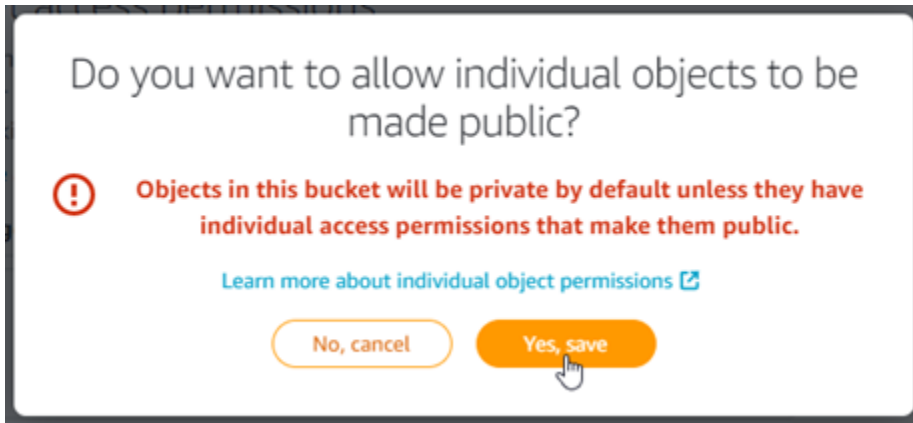 t access permissions
Do you want to allow individual objects to be
made public?
Objects in this bucket will be private by default unless they have
individual access permissions that make them public.
Learn more about individual object permissions
No, cancel
Yes, save